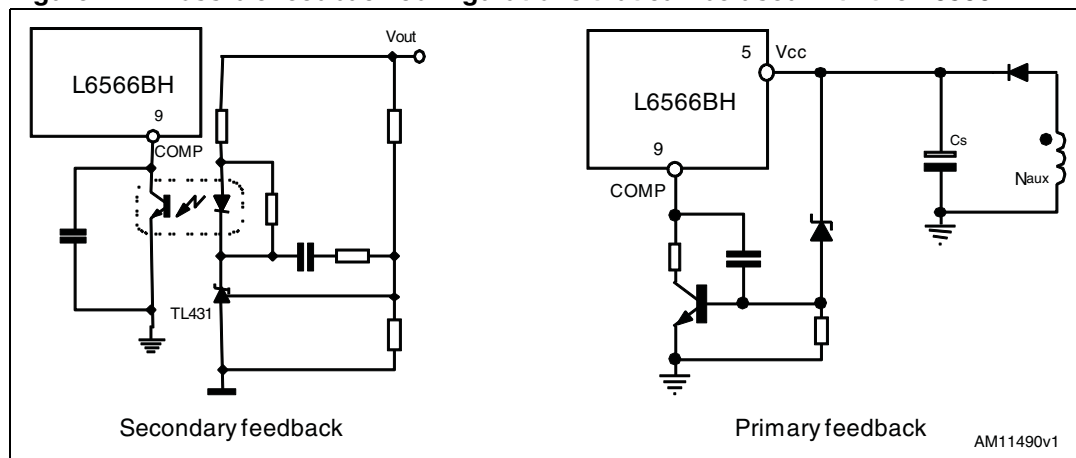 Vout
L6566BH
9
COMP
TL431
Secondary feedback
5
Vcc
L6566BH
9
COMP
Cs
Naux
Primary feedback
AM11490v1